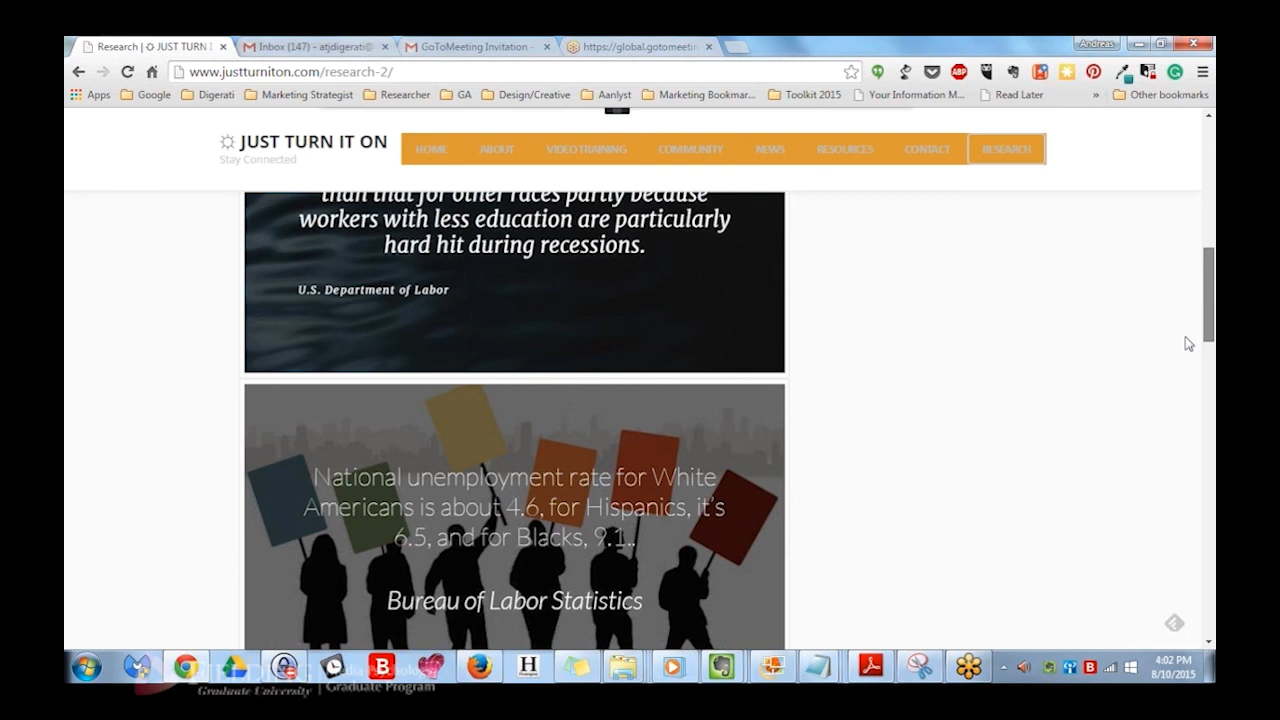 Research | JUST TURN I
Inbox (147) - atjdigerati@
GoToMeeting Invitation -
https://global.gotomeetin
Andreas
www.justturniton.com/research-2/
Apps
Google
Digerati
Marketing Strategist
Researcher
GA
Design/Creative
Aanlyst
Marketing Bookmar...
Toolkit 2015
Your Information M...
Read Later
»
Other bookmarks
JUST TURN IT ON
Stay Connected
HOME
ABOUT
VIDEO TRAINING
COMMUNITY
NEWS
RESOURCES
CONTACT
RESEARCH
than that for other races partly because
workers with less education are particularly
hard hit during recessions.
U.S. Department of Labor
National unemployment rate for White
Americans is about 4.6, for Hispanics, it's
6.5, and for Blacks, 9.1..
Bureau of Labor Statistics
4:02 PM
8/10/2015
Graduate University | Graduate Program